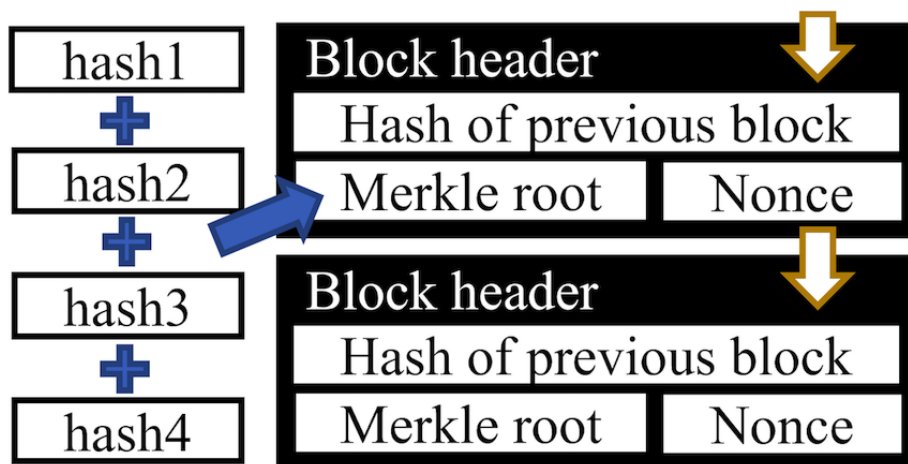 hash1
hash2
hash3
hash4
Block header
Hash of previous block
Merkle root
Nonce
Block header
Hash of previous block
Merkle root
Nonce